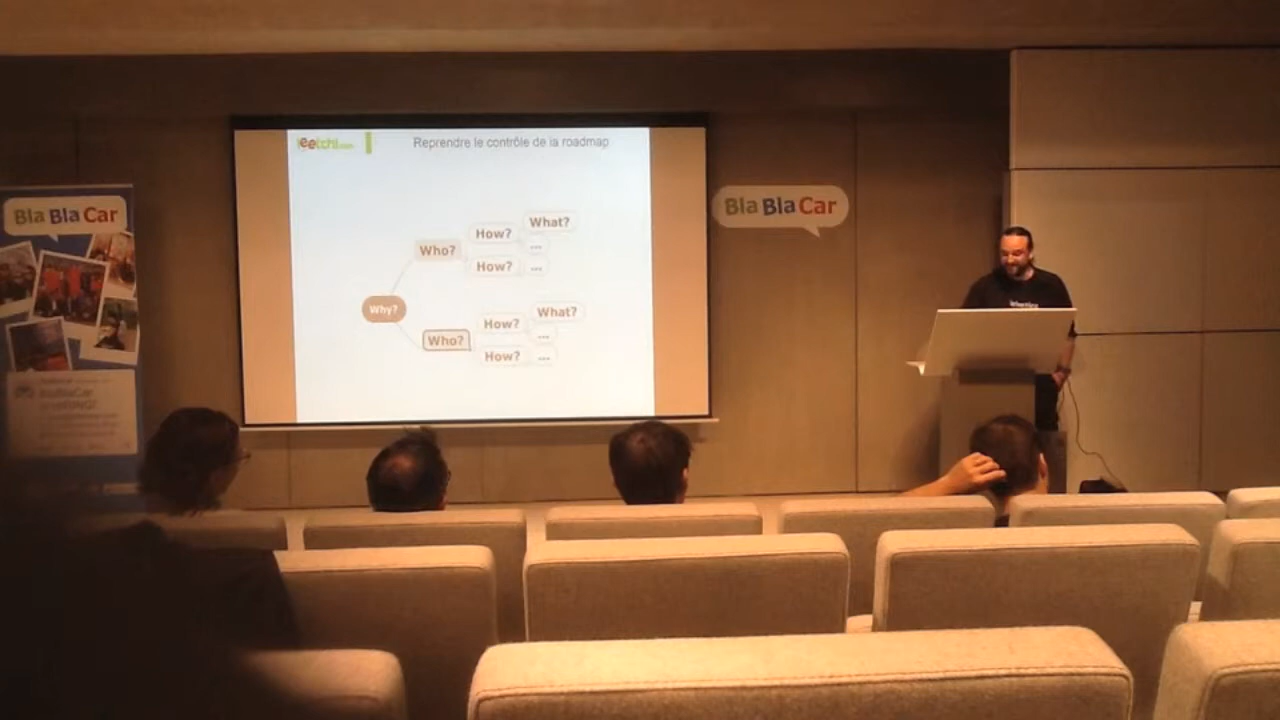 leetchi.com
Reprendre le contrôle de la roadmap
Why?
Who?
How?
What?
...
How?
...
Who?
How?
What?
...
How?
...
Bla Bla Car
Bla Bla Car
BlaBlaCar